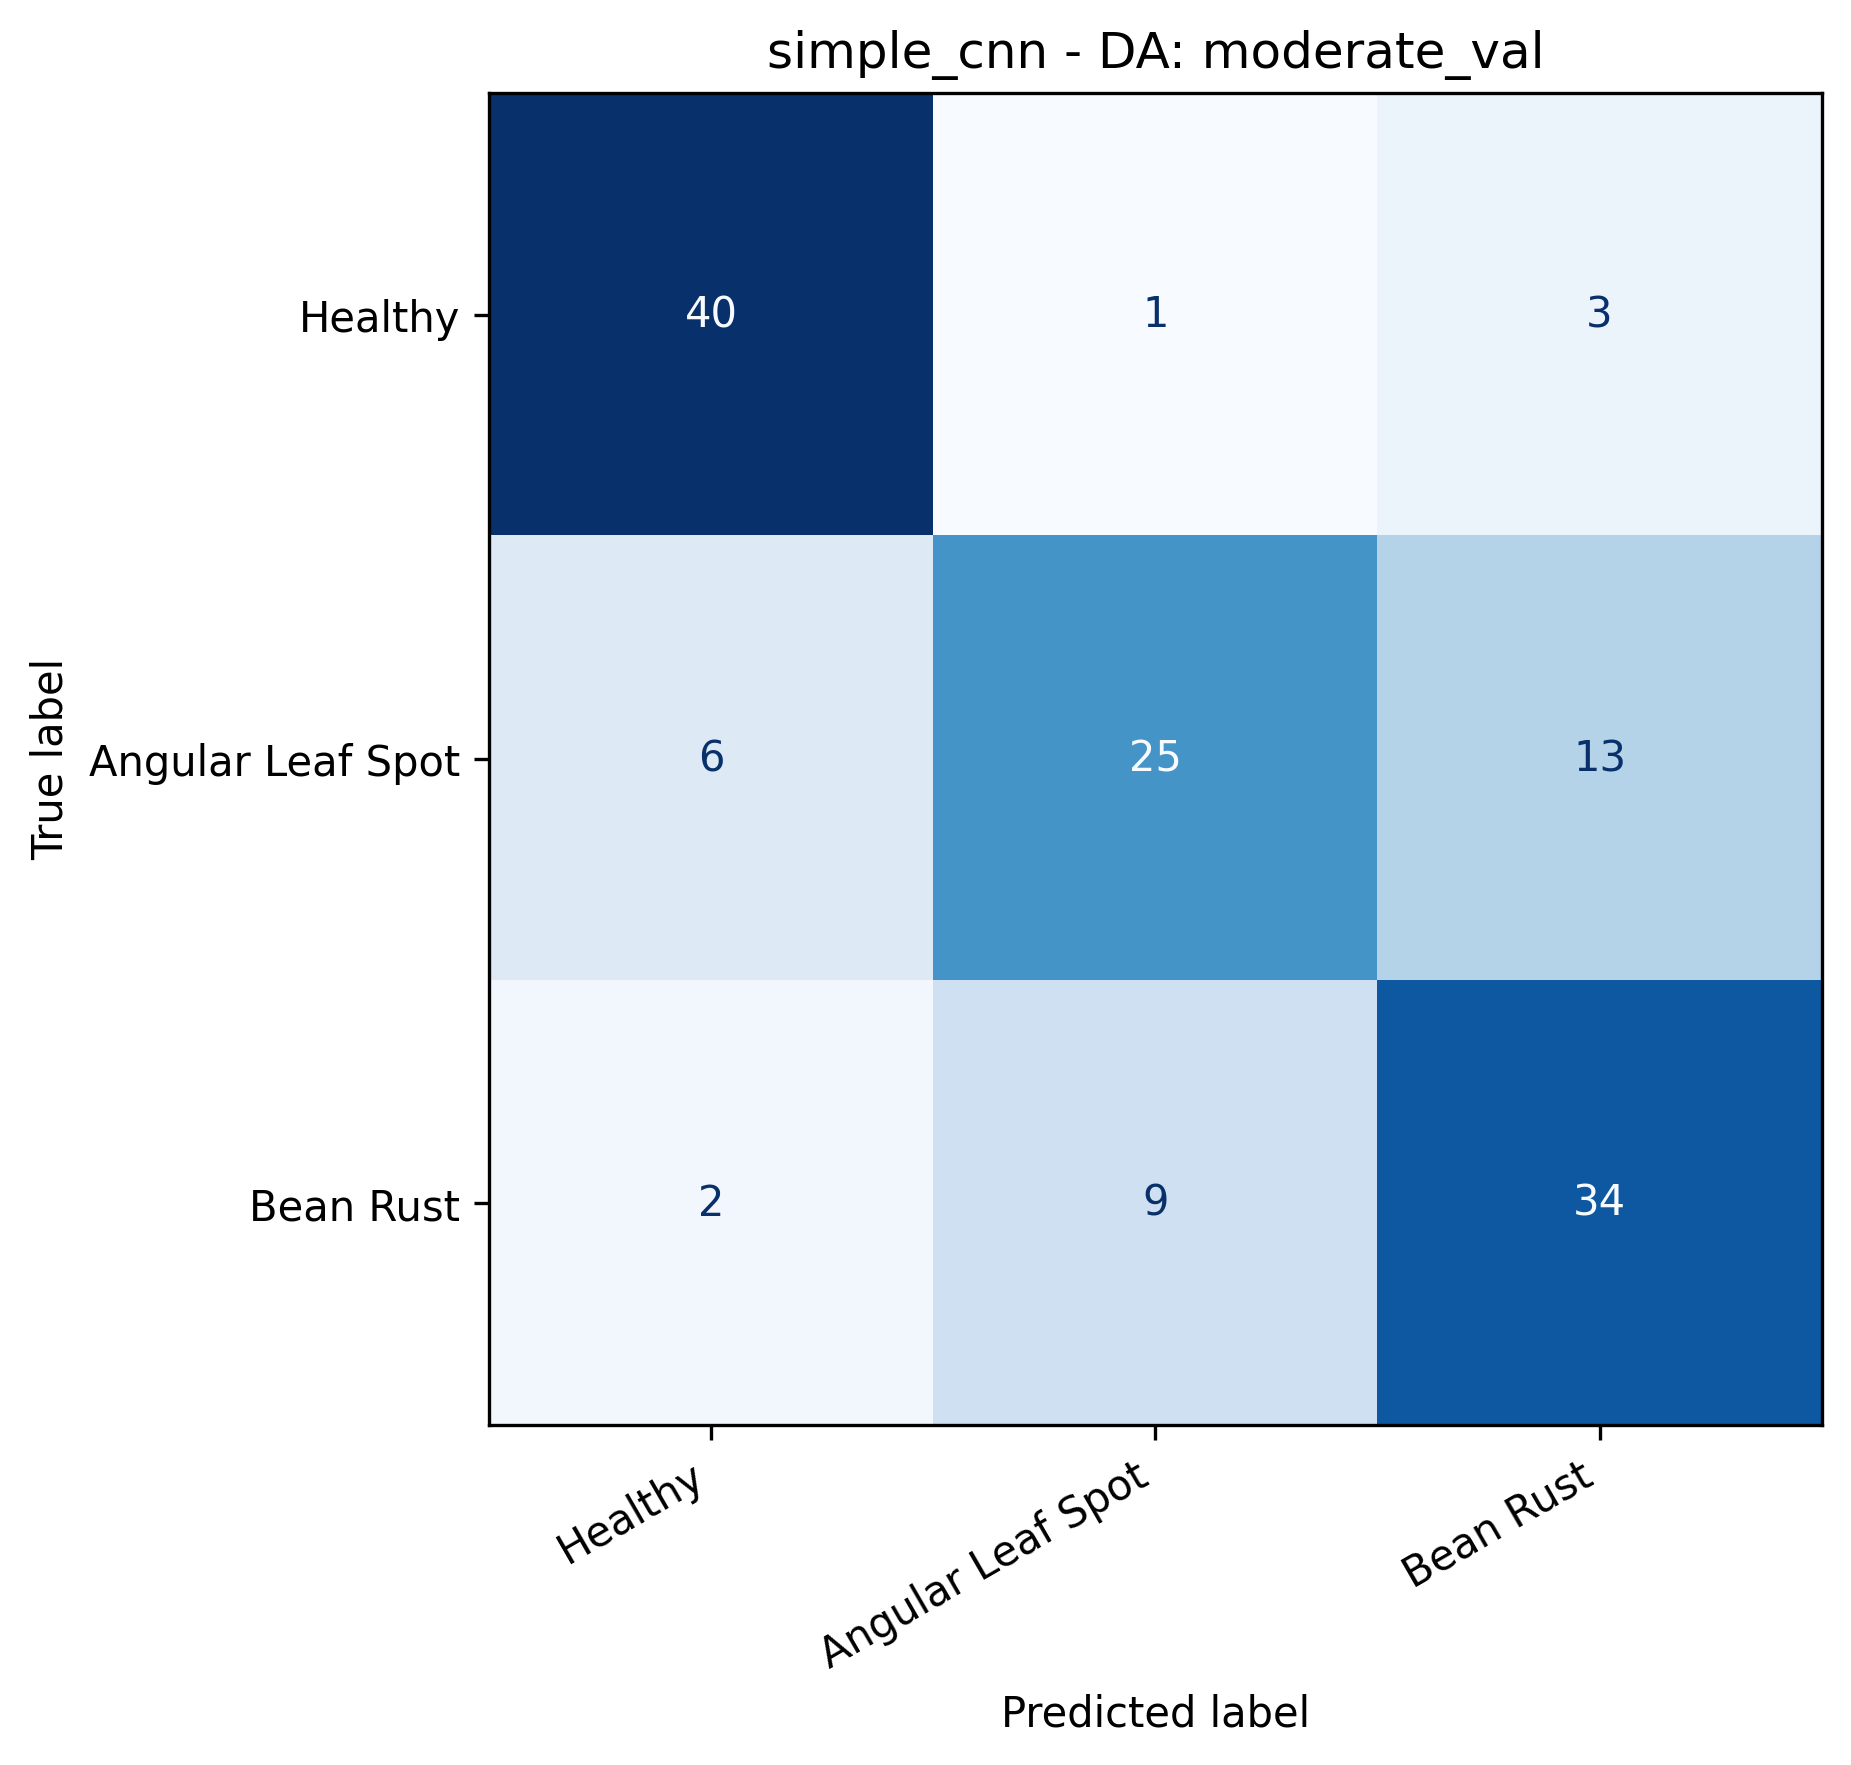 simple_cnn - DA: moderate_val
Healthy
40
1
3
Angular Leaf Spot
6
25
13
Bean Rust
2
9
34
True label
Healthy
Angular Leaf Spot
Bean Rust
Predicted label